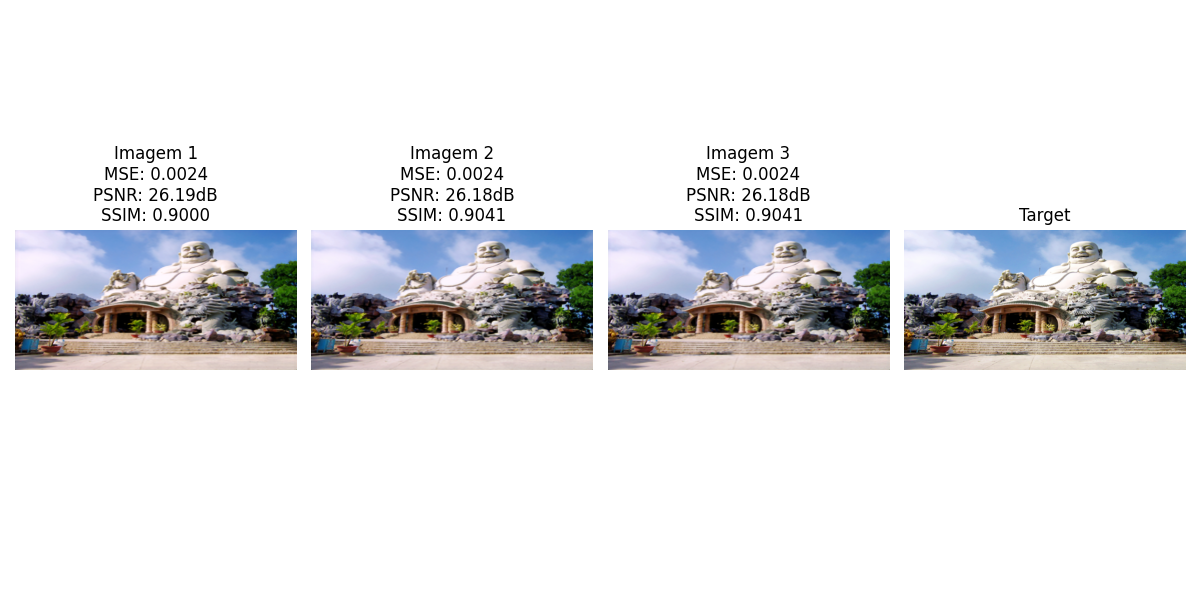 Imagem 1
MSE: 0.0024
PSNR: 26.19dB
SSIM: 0.9000
Imagem 2
MSE: 0.0024
PSNR: 26.18dB
SSIM: 0.9041
Imagem 3
MSE: 0.0024
PSNR: 26.18dB
SSIM: 0.9041
Target